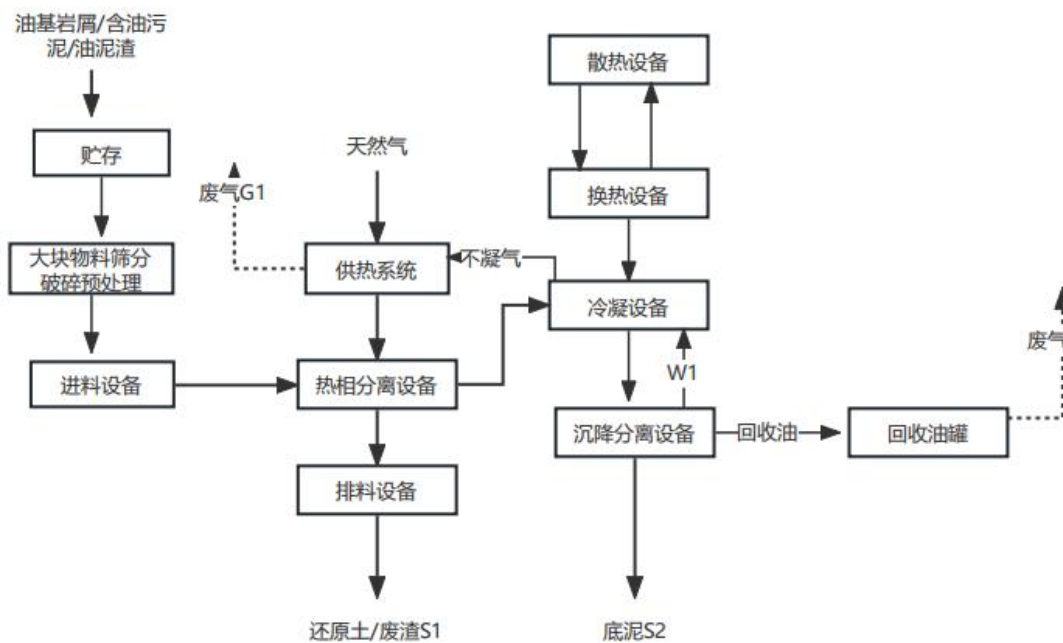 油基岩屑/含油污
泥/油泥渣
贮存
大块物料筛分
破碎预处理
进料设备
废气G1
天然气
供热系统
不凝气
热相分离设备
排料设备
还原土/废渣S1
散热设备
换热设备
冷凝设备
W1
沉降分离设备
回收油
回收油罐
废气
底泥S2